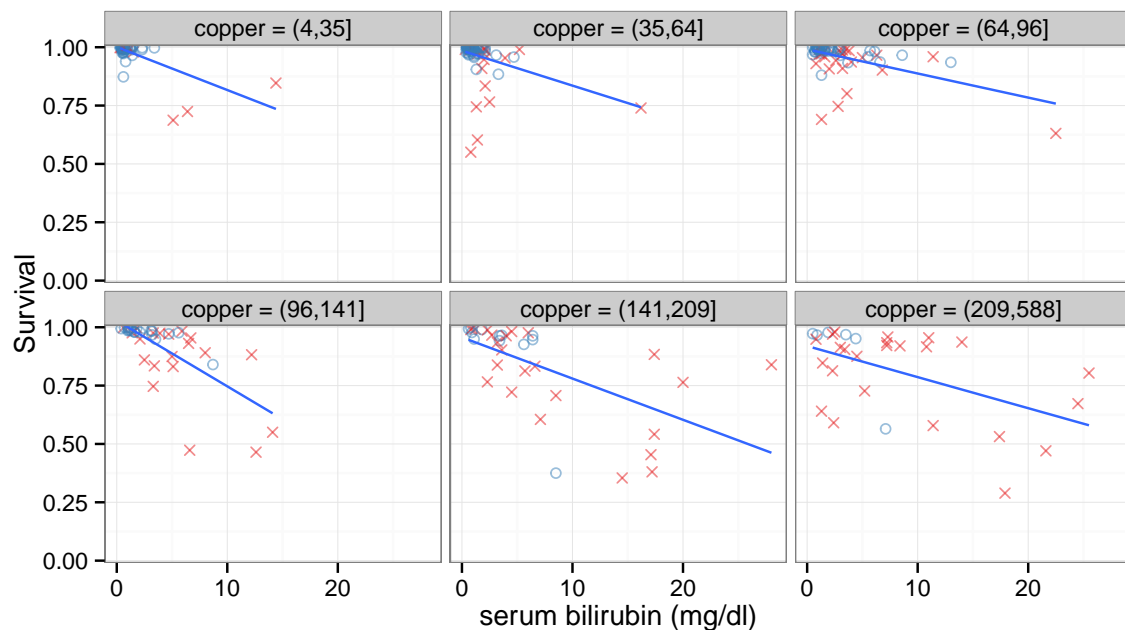 copper = (4,35]
copper = (35,64]
copper = (64,96]
1.00
0.75
0.50
0.25
0.00
copper = (96,141]
copper = (141,209]
copper = (209,588]
1.00
0.75
0.50
0.25
0.00
0 10 20
0 10 20
0 10 20
Survival
serum bilirubin (mg/dl)